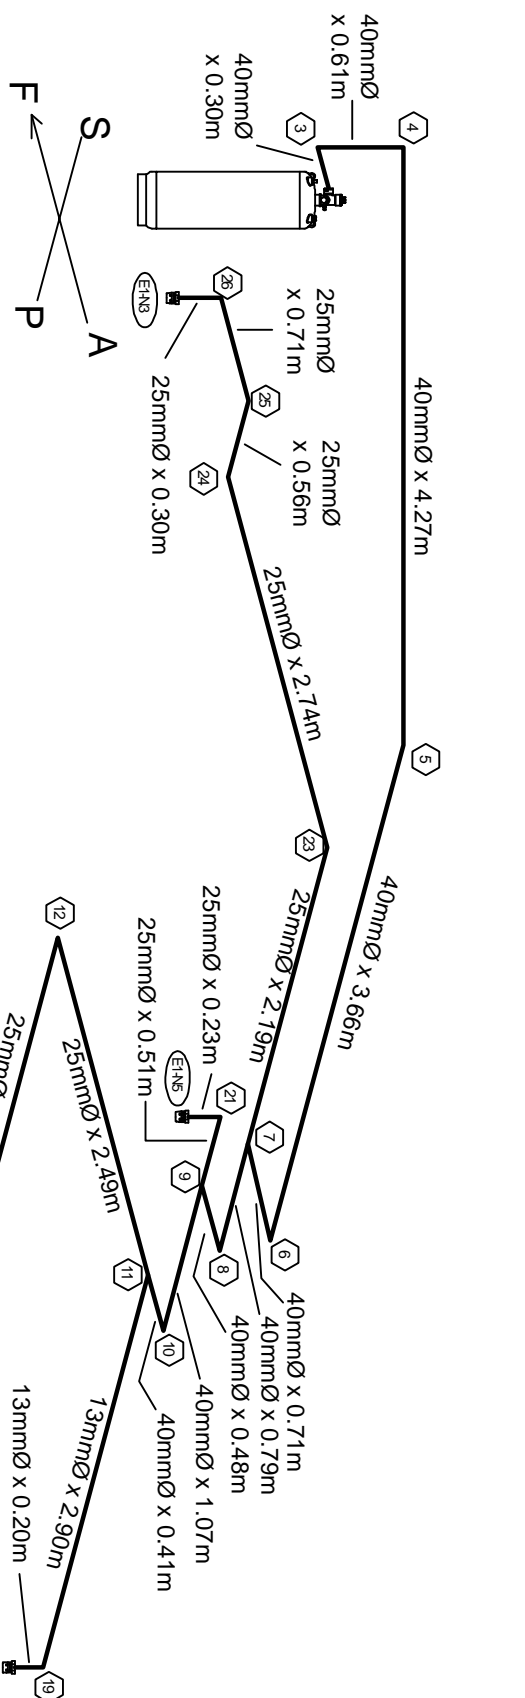 40mmØ
x 0.61m
4
40mmØ
x 0.30m
3
F
S
P
A
40mmØ x 4.27m
E1-N3
26
25mmØ
x 0.71m
25
25mmØ x 0.30m
24
25mmØ
x 0.56m
25mmØ x 2.74m
5
23
40mmØ x 3.66m
25mmØ x 2.19m
12
25mmØ x 0.23m
25mmØ x 0.51m
E1-N5
21
7
9
8
6
25mmØ
25mmØ x 2.49m
11
10
40mmØ x 0.71m
40mmØ x 0.79m
40mmØ x 0.48m
40mmØ x 1.07m
40mmØ x 0.41m
13mmØ x 2.90m
13mmØ x 0.20m
19